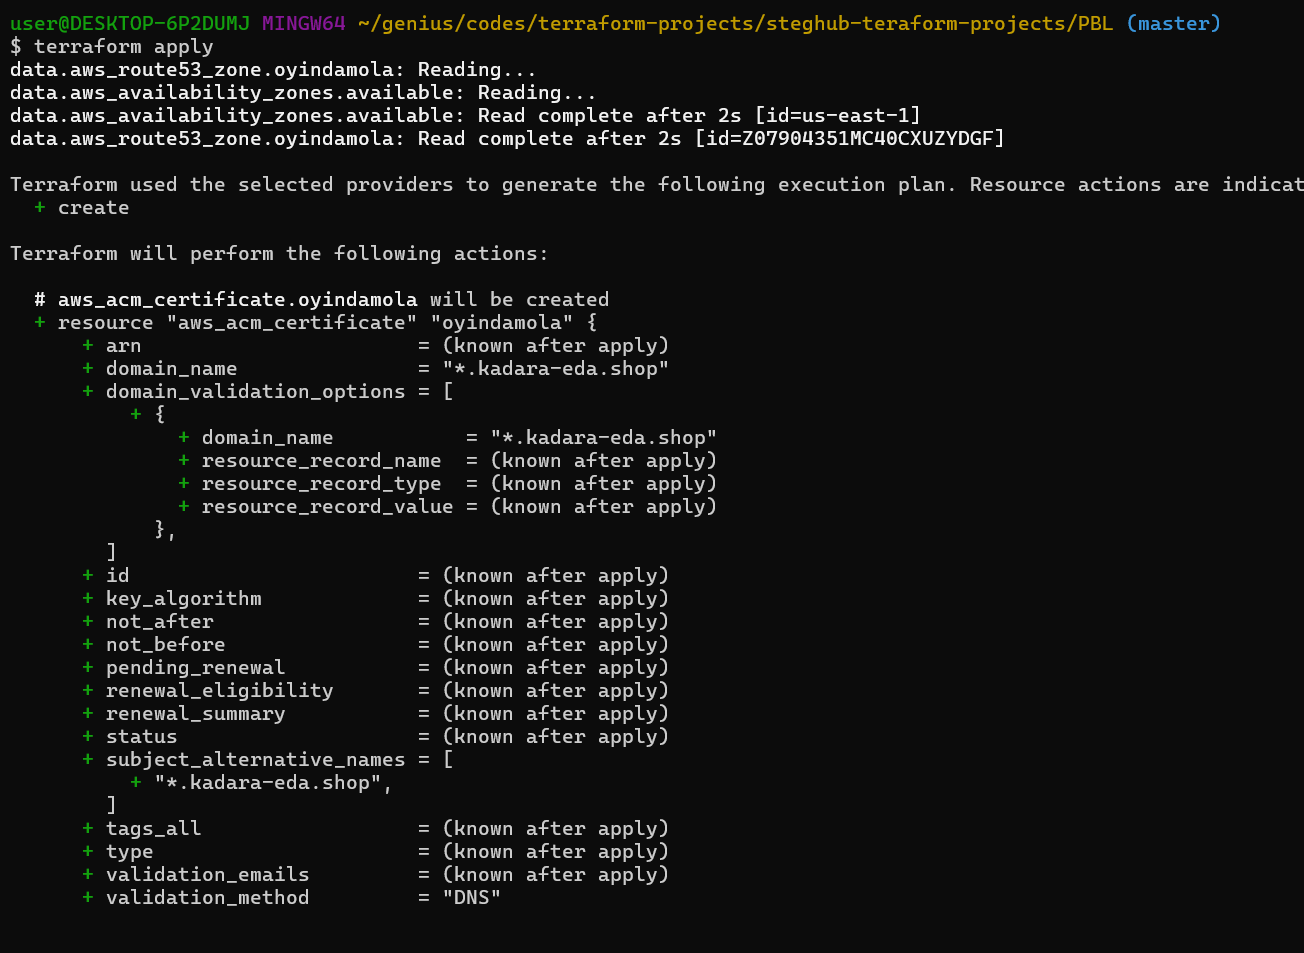 user@DESKTOP-6P2DUMJ MINGW64 ~/genius/codes/terraform-projects/steghub-teraform-projects/PBL (master)
$ terraform apply
data.aws_route53_zone.oyindamola: Reading...
data.aws_availability_zones.available: Reading...
data.aws_availability_zones.available: Read complete after 2s [id=us-east-1]
data.aws_route53_zone.oyindamola: Read complete after 2s [id=Z07904351MC40CXUZYDGF]

Terraform used the selected providers to generate the following execution plan. Resource actions are indicat
  + create

Terraform will perform the following actions:

  # aws_acm_certificate.oyindamola will be created
  + resource "aws_acm_certificate" "oyindamola" {
      + arn                       = (known after apply)
      + domain_name               = "*.kadara-eda.shop"
      + domain_validation_options = [
          + {
              + domain_name           = "*.kadara-eda.shop"
              + resource_record_name  = (known after apply)
              + resource_record_type  = (known after apply)
              + resource_record_value = (known after apply)
            },
        ]
      + id                        = (known after apply)
      + key_algorithm             = (known after apply)
      + not_after                 = (known after apply)
      + not_before                = (known after apply)
      + pending_renewal           = (known after apply)
      + renewal_eligibility       = (known after apply)
      + renewal_summary           = (known after apply)
      + status                    = (known after apply)
      + subject_alternative_names = [
          + "*.kadara-eda.shop",
        ]
      + tags_all                  = (known after apply)
      + type                      = (known after apply)
      + validation_emails         = (known after apply)
      + validation_method         = "DNS"